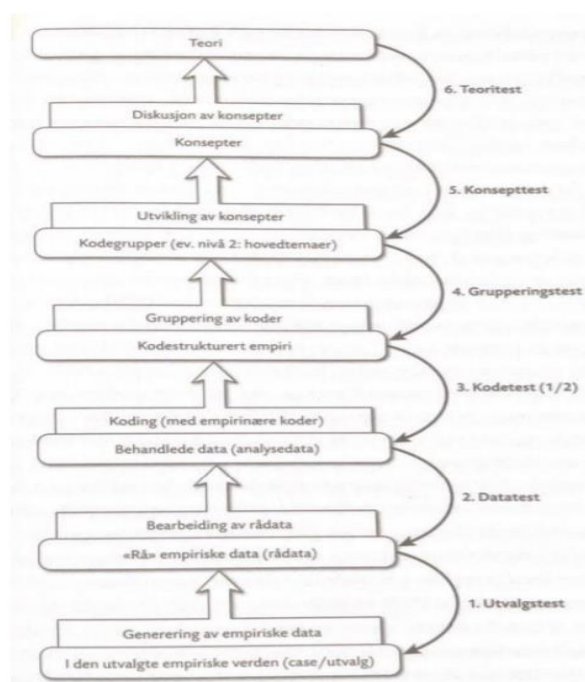 Teori
6. Teoritest
Diskusjon av konsepter
Konsepter
5. Konsepttest
Utvikling av konsepter
Kodegrupper (ev. nivå 2: hovedtemaer)
4. Grupperingstest
Gruppering av koder
Kodestrukturert empiri
3. Kodetest (1/2)
Koding (med empirinære koder)
Behandlede data (analysedata)
2. Datatest
Bearbeiding av rådata
«Rå» empiriske data (rådata)
1. Utvalgstest
Generering av empiriske data
I den utvalgte empiriske verden (case/utvalg)